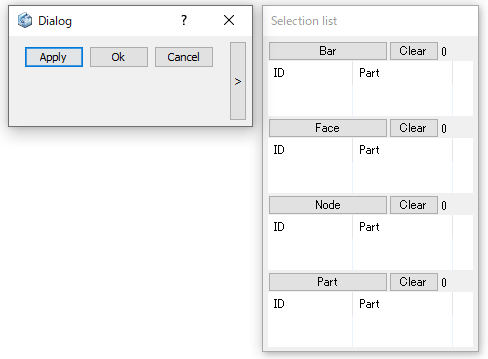 Dialog ?
Apply Ok Cancel
>
Selection list
Bar Clear 0
ID Part
Face Clear 0
ID Part
Node Clear 0
ID Part
Part Clear 0
ID Part